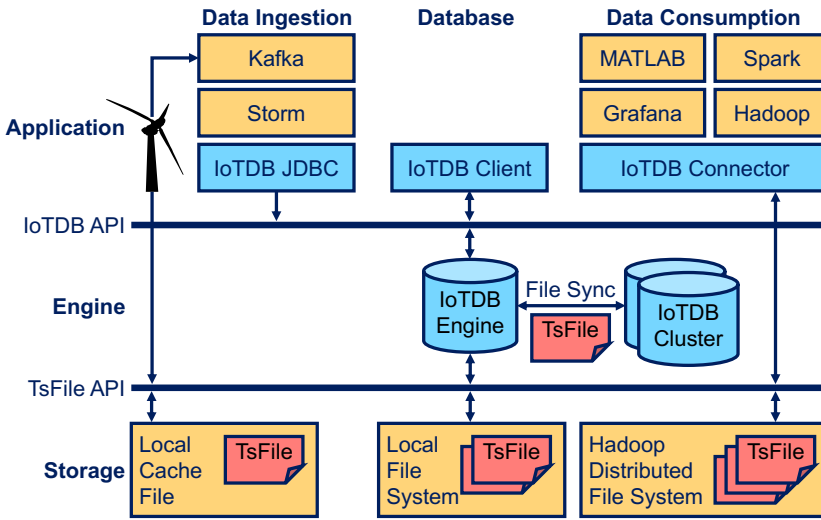 Data Ingestion
Database
Data Consumption
Kafka
MATLAB
Spark
Application
Storm
Grafana
Hadoop
IoTDB JDBC
IoTDB Client
IoTDB Connector
IoTDB API
Engine
IoTDB
Engine
File Sync
TsFile
IoTDB
Cluster
TsFile API
Storage
Local
Cache
File
TsFile
Local
File
System
TsFile
Hadoop
Distributed
File System
TsFile